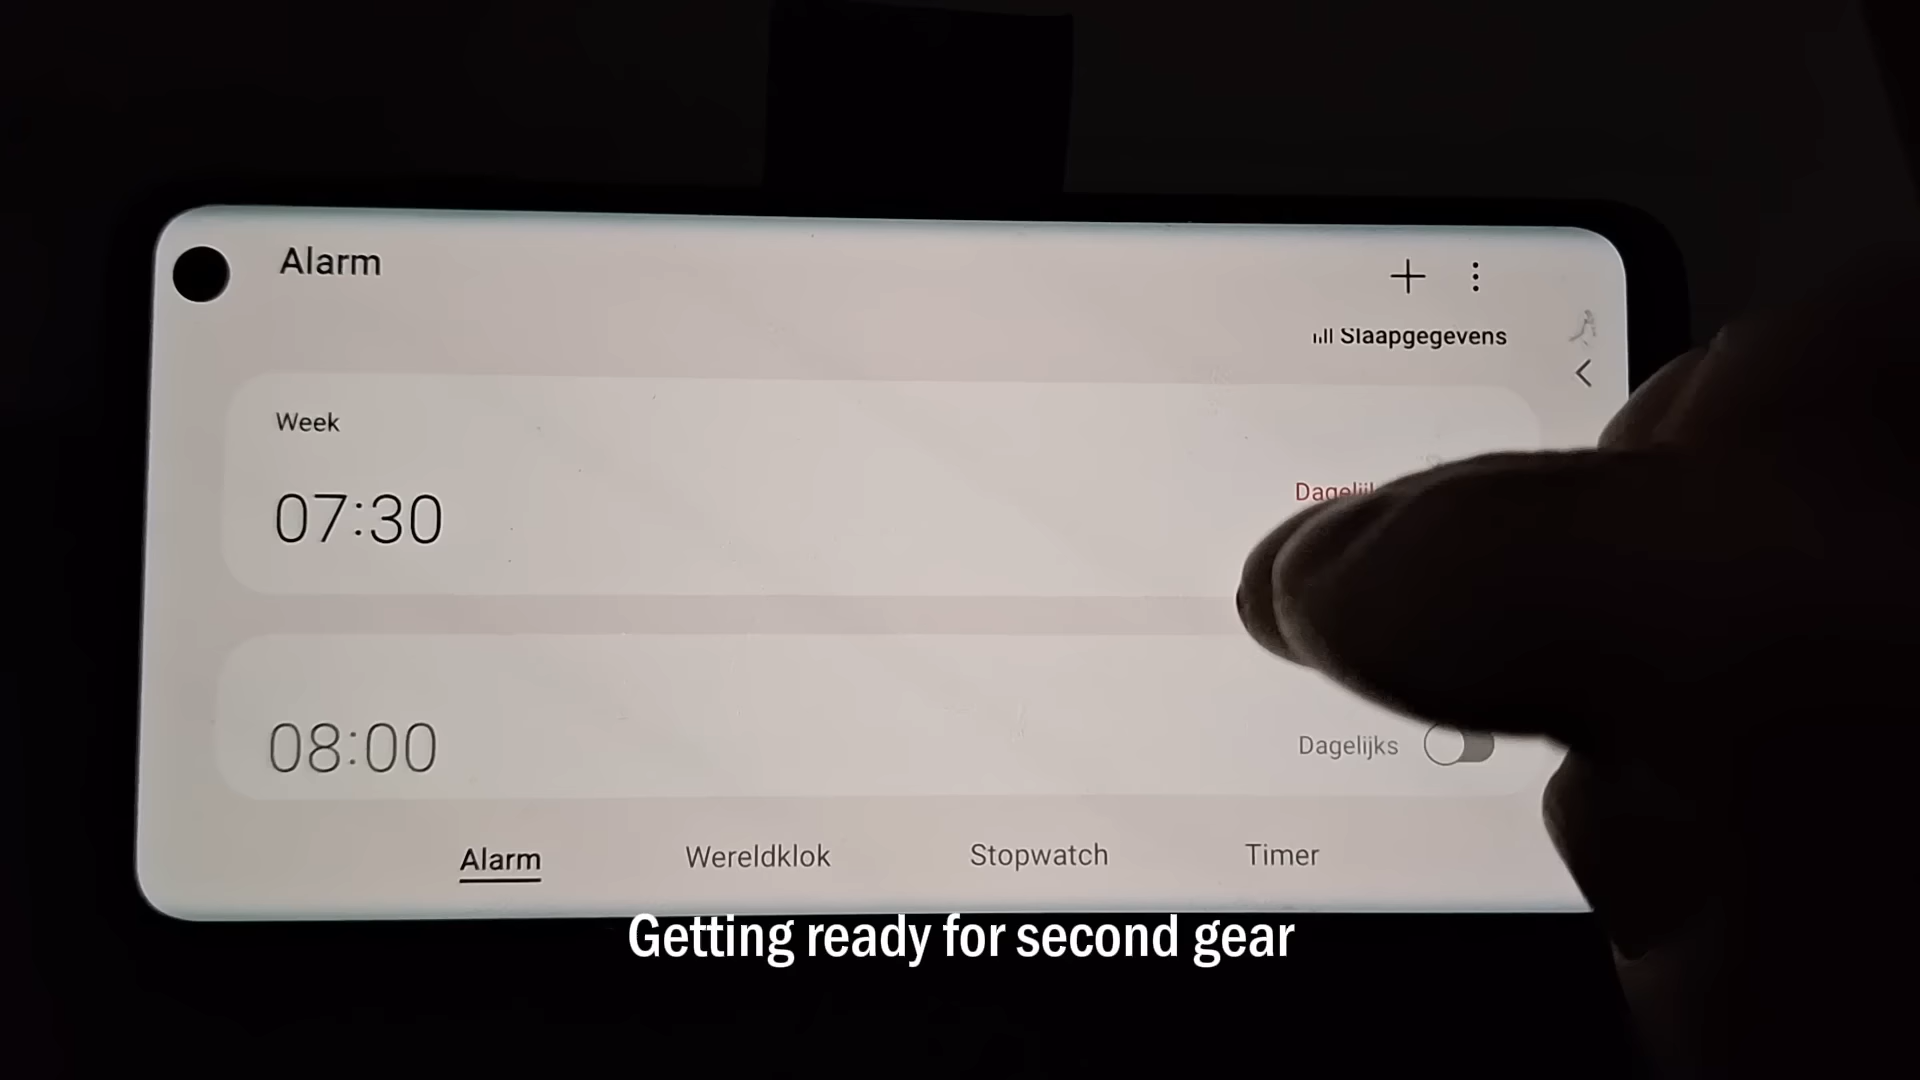 Alarm
Slaapgegevens
Week
07:30
08:00
Dagelijks
Alarm Wereldklok Stopwatch Timer
Getting ready for second gear